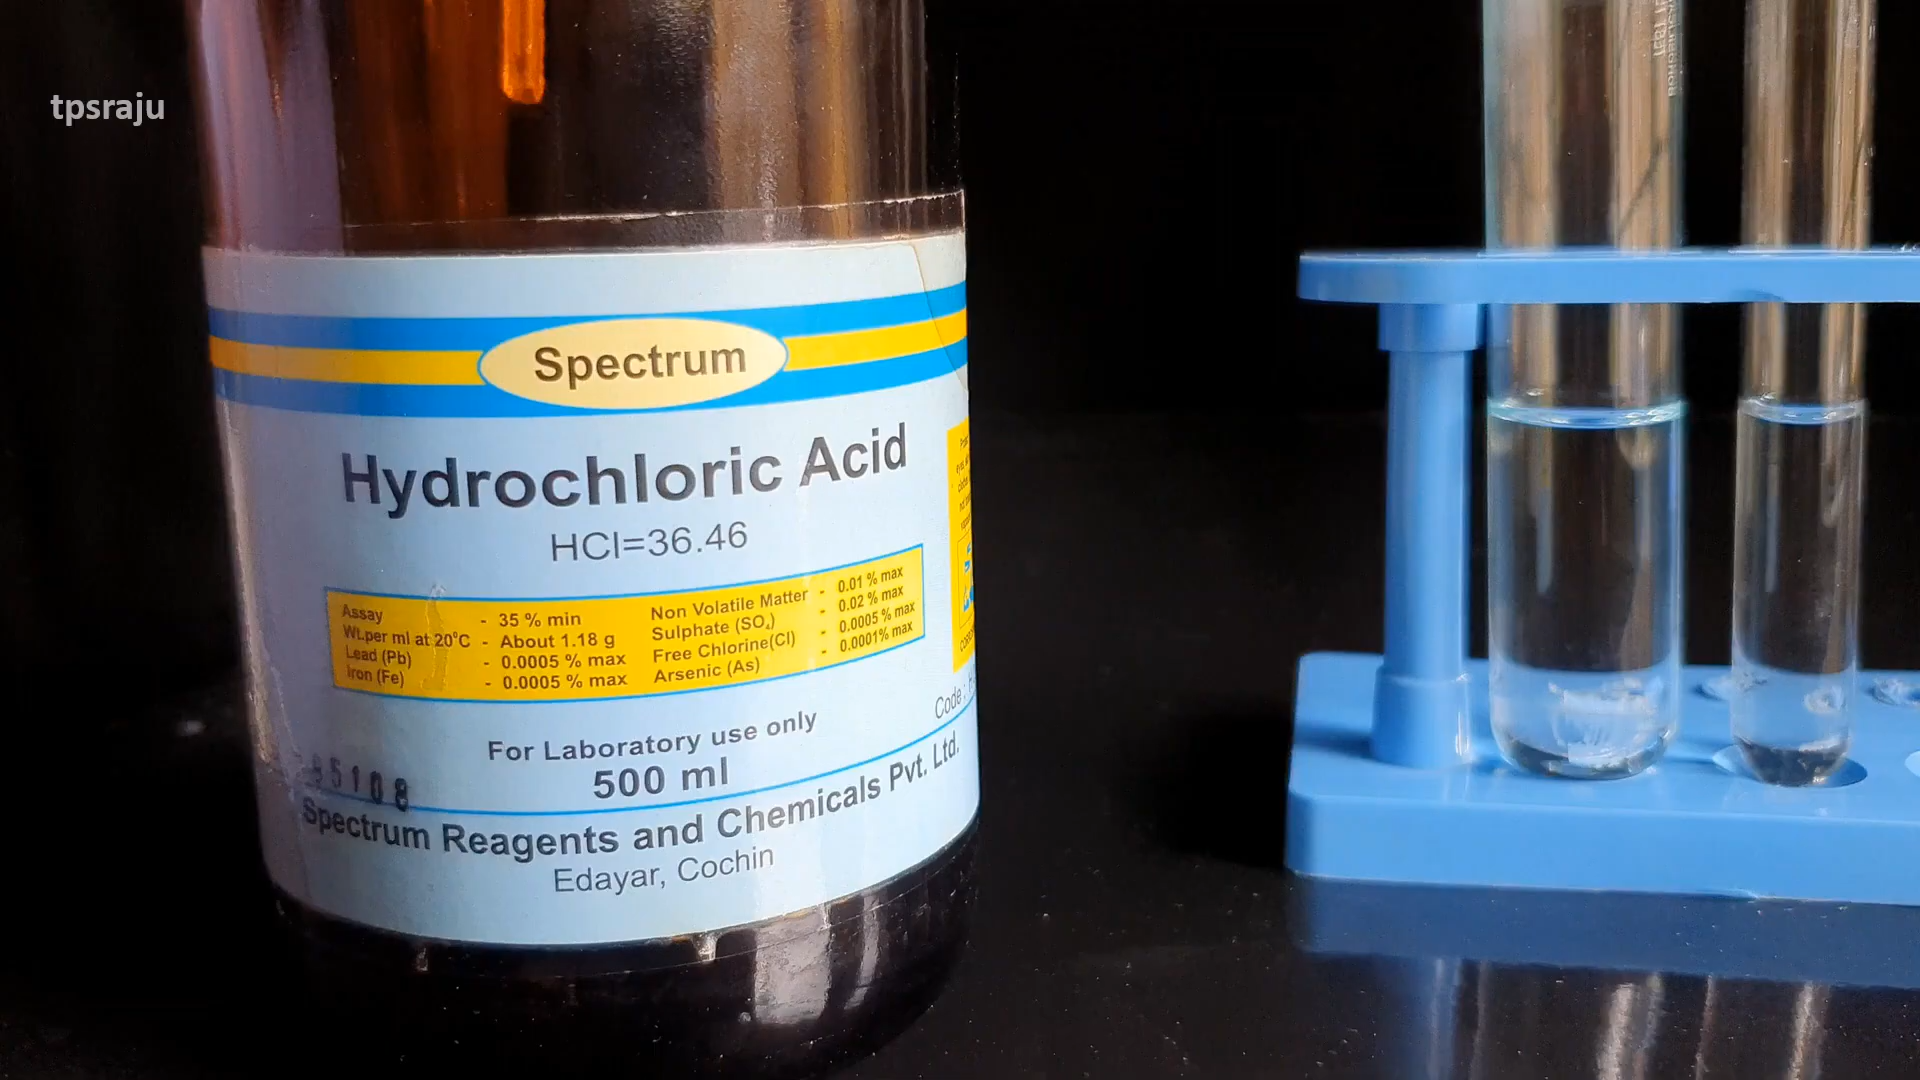 tpsraju
Spectrum
Hydrochloric Acid
HCl=36.46
Assay - 35 % min
Wt.per ml at 20°C - About 1.18 g
Lead (Pb) - 0.0005 % max
Iron (Fe) - 0.0005 % max
Non Volatile Matter - 0.01 % max
Sulphate (SO₄) - 0.02 % max
Free Chlorine(Cl) - 0.0005 % max
Arsenic (As) - 0.0001% max
Code :
For Laboratory use only
500 ml
95108
Spectrum Reagents and Chemicals Pvt. Ltd.
Edayar, Cochin